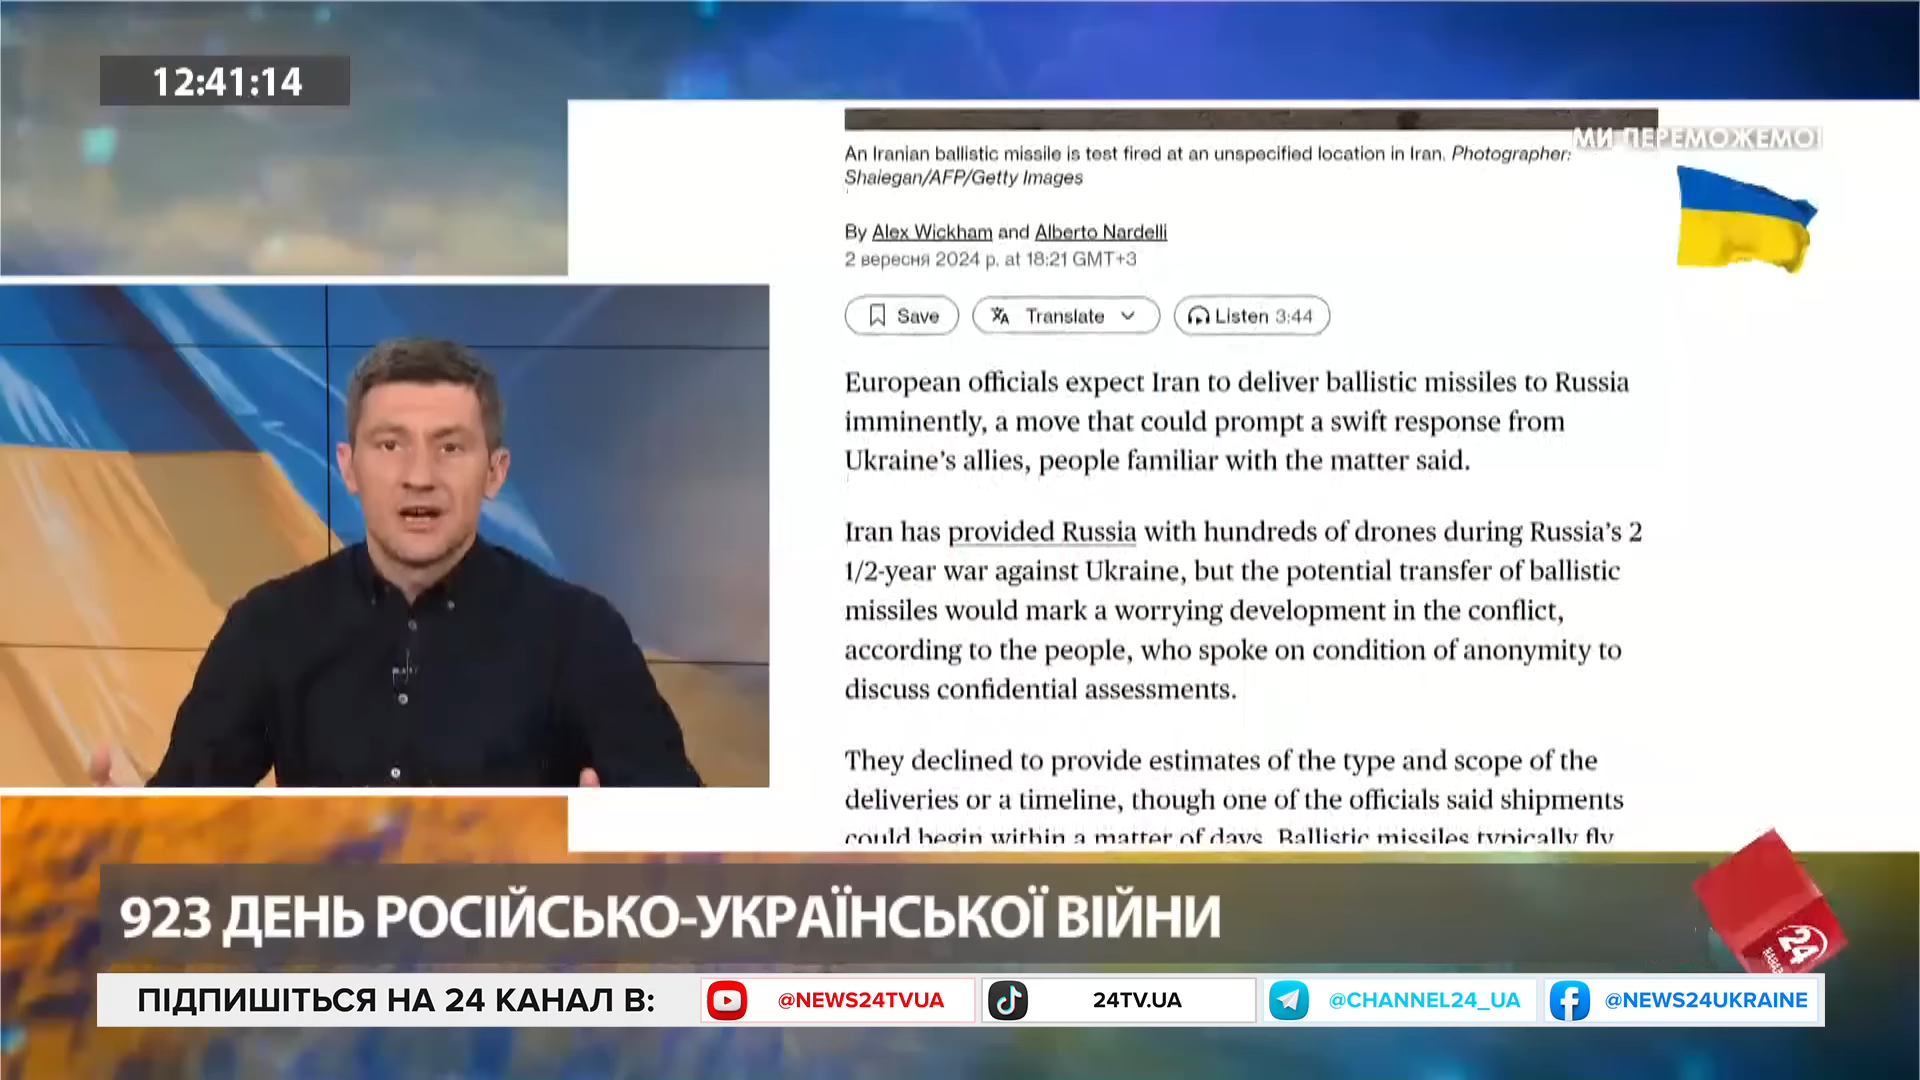 12:41:14
МИ ПЕРЕМОЖЕМО!
An Iranian ballistic missile is test fired at an unspecified location in Iran. Photographer:
Shaiegan/AFP/Getty Images
By Alex Wickham and Alberto Nardelli
2 вересня 2024 р. at 18:21 GMT+3
Save
Translate
Listen 3:44
European officials expect Iran to deliver ballistic missiles to Russia
imminently, a move that could prompt a swift response from
Ukraine’s allies, people familiar with the matter said.
Iran has provided Russia with hundreds of drones during Russia’s 2
1/2-year war against Ukraine, but the potential transfer of ballistic
missiles would mark a worrying development in the conflict,
according to the people, who spoke on condition of anonymity to
discuss confidential assessments.
They declined to provide estimates of the type and scope of the
deliveries or a timeline, though one of the officials said shipments
could begin within a matter of days. Ballistic missiles typically fly
923 ДЕНЬ РОСІЙСЬКО-УКРАЇНСЬКОЇ ВІЙНИ
24
ПІДПИШІТЬСЯ НА 24 КАНАЛ В:
@NEWS24TVUA
24TV.UA
@CHANNEL24_UA
@NEWS24UKRAINE